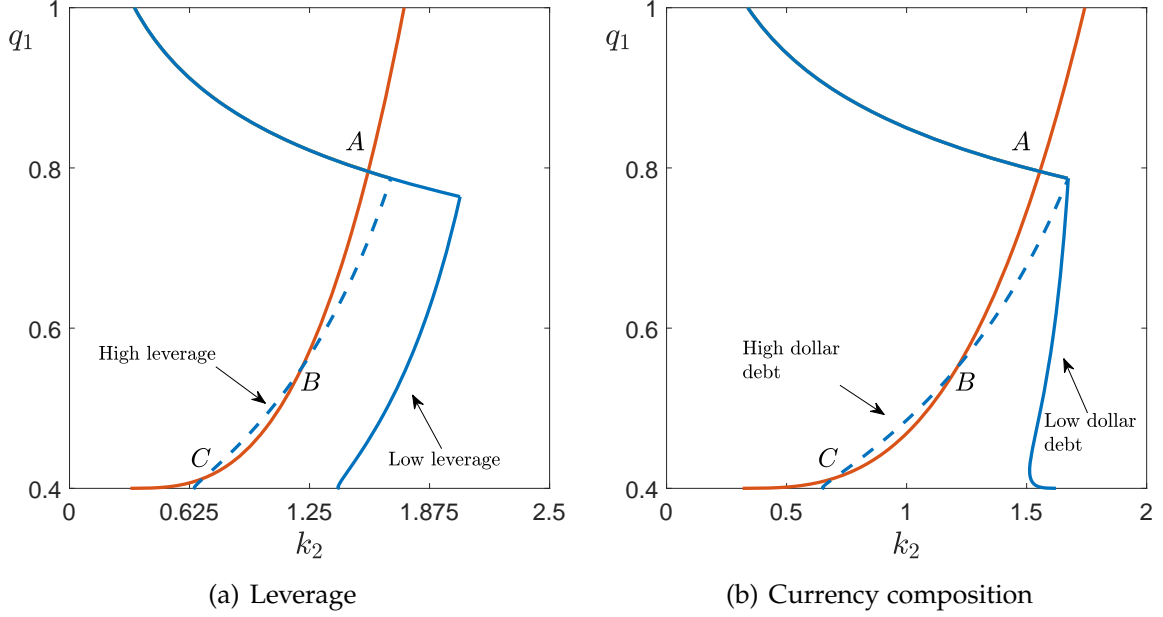 1
q₁
0.8
0.6
0.4
0
0.625
1.25
1.875
2.5
k₂
A
B
C
High leverage
Low leverage
(a) Leverage
1
q₁
0.8
0.6
0.4
0
0.5
1
1.5
2
k₂
A
B
C
High dollar
debt
Low dollar
debt
(b) Currency composition